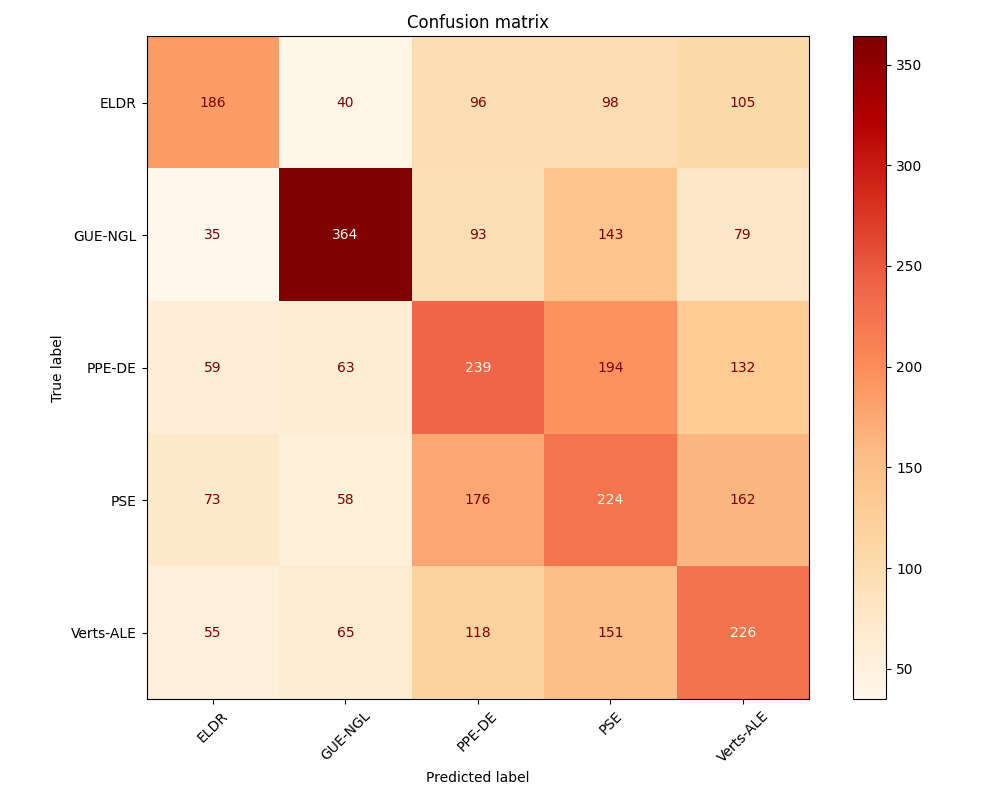 Confusion matrix
ELDR 186 40 96 98 105
GUE-NGL 35 364 93 143 79
PPE-DE 59 63 239 194 132
PSE 73 58 176 224 162
Verts-ALE 55 65 118 151 226
ELDR GUE-NGL PPE-DE PSE Verts-ALE
Predicted label
True label
350
300
250
200
150
100
50